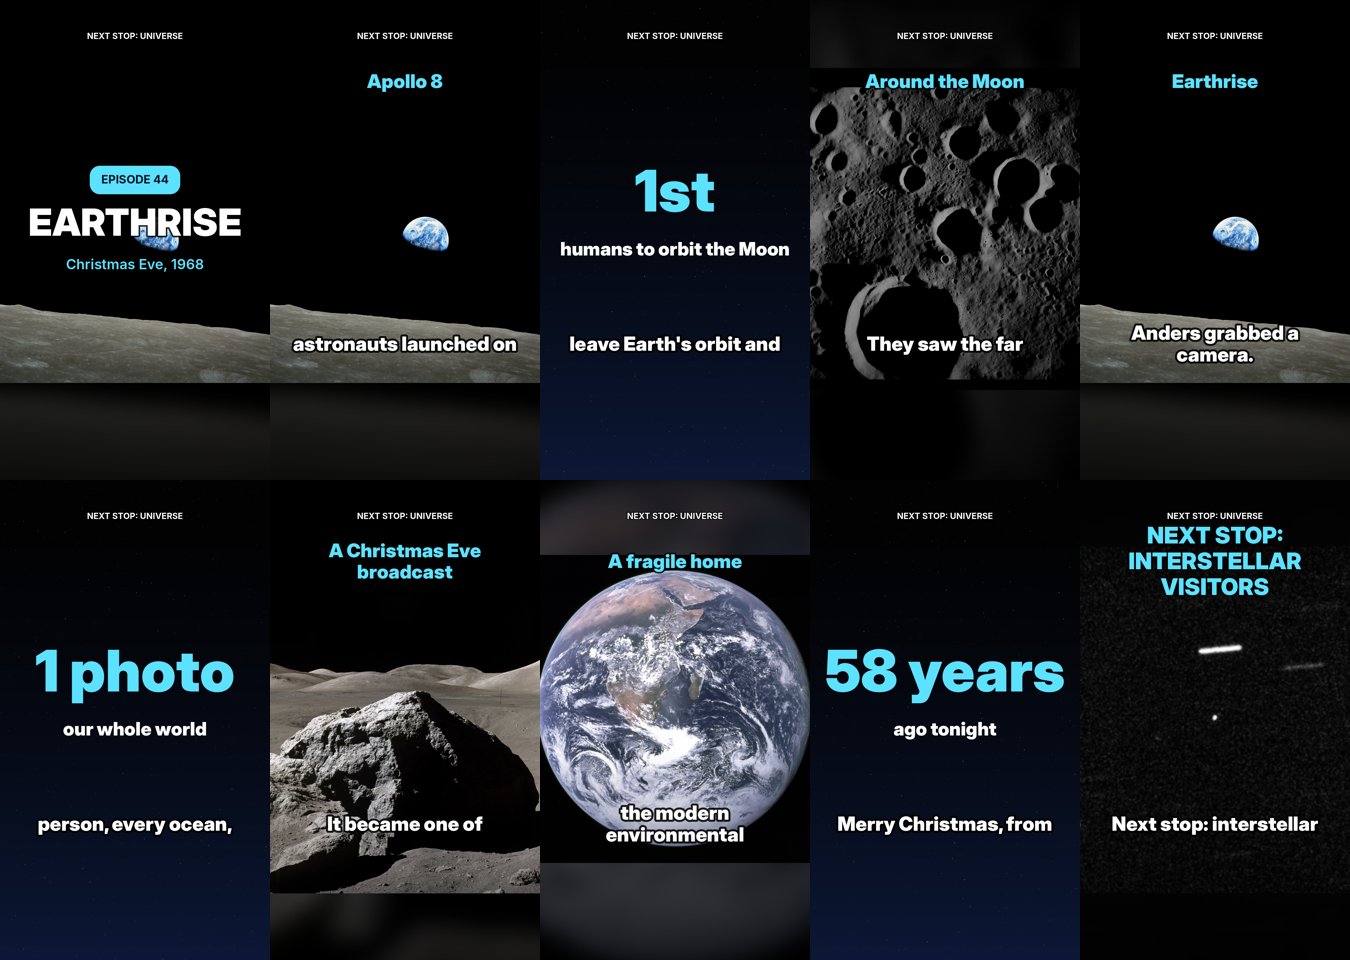 NEXT STOP: UNIVERSE
EPISODE 44
EARTHRISE
Christmas Eve, 1968
NEXT STOP: UNIVERSE
Apollo 8
astronauts launched on
NEXT STOP: UNIVERSE
1st
humans to orbit the Moon
leave Earth's orbit and
NEXT STOP: UNIVERSE
Around the Moon
They saw the far
NEXT STOP: UNIVERSE
Earthrise
Anders grabbed a
camera.
NEXT STOP: UNIVERSE
1 photo
our whole world
person, every ocean,
NEXT STOP: UNIVERSE
A Christmas Eve
broadcast
It became one of
NEXT STOP: UNIVERSE
A fragile home
the modern
environmental
NEXT STOP: UNIVERSE
58 years
ago tonight
Merry Christmas, from
NEXT STOP: UNIVERSE
NEXT STOP:
INTERSTELLAR
VISITORS
Next stop: interstellar